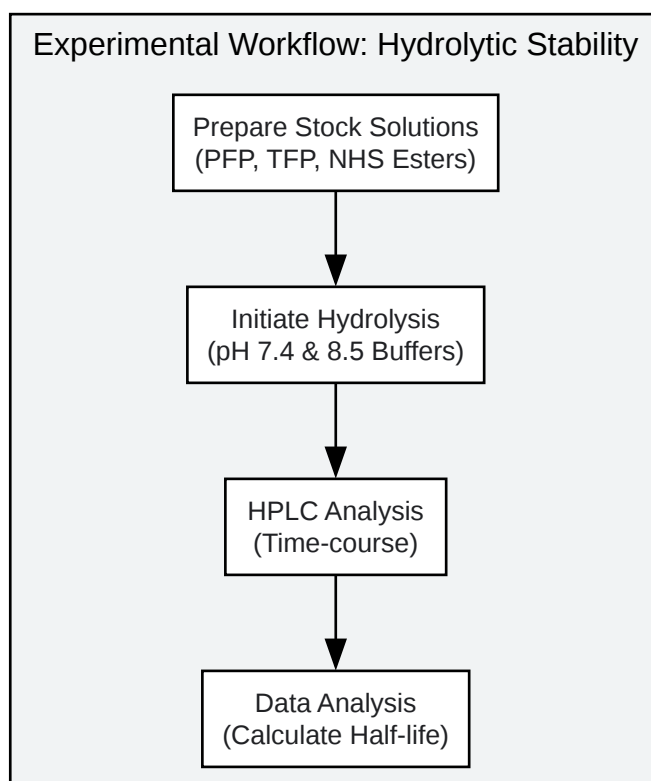 Experimental Workflow: Hydrolytic Stability
Prepare Stock Solutions
(PFP, TFP, NHS Esters)
Initiate Hydrolysis
(pH 7.4 & 8.5 Buffers)
HPLC Analysis
(Time-course)
Data Analysis
(Calculate Half-life)